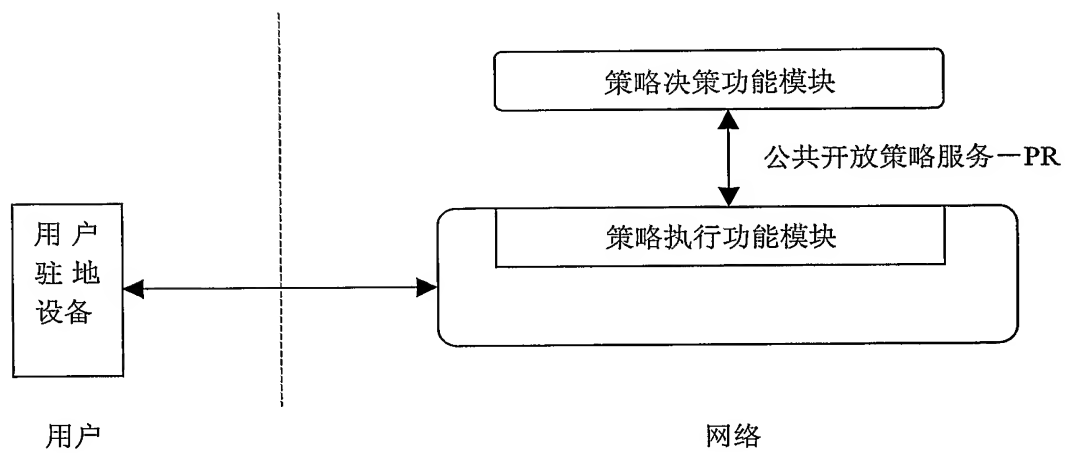 策略决策功能模块
公共开放策略服务－PR
策略执行功能模块
用 户
驻 地
设备
用户
网络